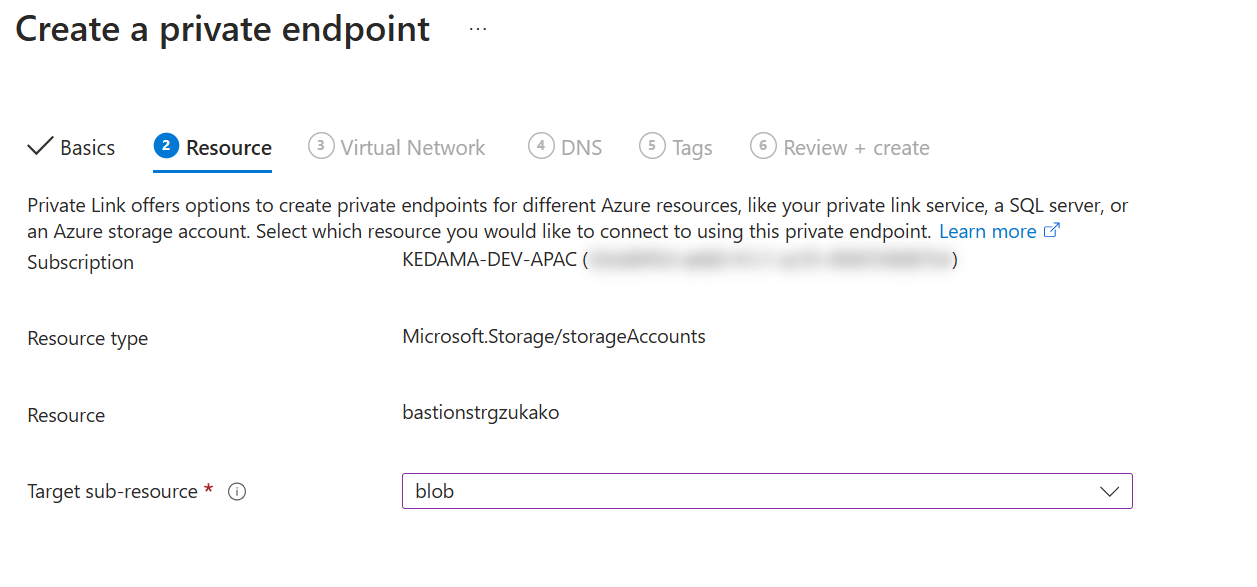 Create a private endpoint ...
Basics 2 Resource 3 Virtual Network 4 DNS 5 Tags 6 Review + create
Private Link offers options to create private endpoints for different Azure resources, like your private link service, a SQL server, or
an Azure storage account. Select which resource you would like to connect to using this private endpoint. Learn more
Subscription KEDAMA-DEV-APAC ( )
Resource type Microsoft.Storage/storageAccounts
Resource bastionstrgzukako
Target sub-resource * blob